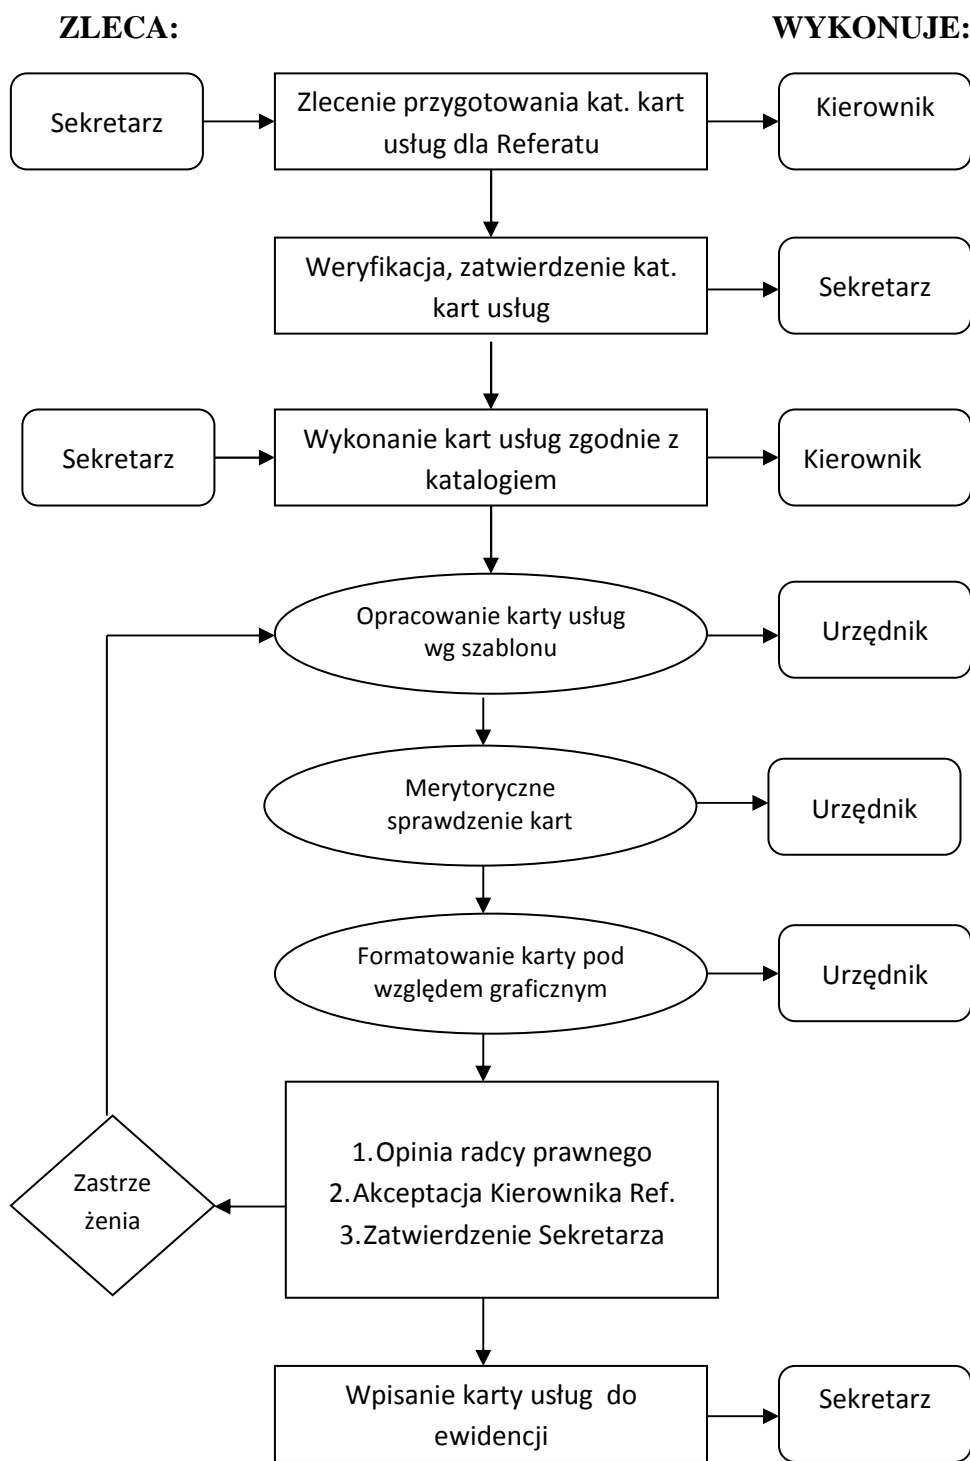 ZLECA:
WYKONUJE:
Sekretarz
Zlecenie przygotowania kat. kart
usług dla Referatu
Kierownik
Weryfikacja, zatwierdzenie kat.
kart usług
Sekretarz
Sekretarz
Wykonanie kart usług zgodnie z
katalogiem
Kierownik
Opracowanie karty usług
wg szablonu
Urzędnik
Merytoryczne
sprawdzenie kart
Urzędnik
Formatowanie karty pod
względem graficznym
Urzędnik
Zastrze
żenia
1.Opinia radcy prawnego
2.Akceptacja Kierownika Ref.
3.Zatwierdzenie Sekretarza
Wpisanie karty usług do
ewidencji
Sekretarz